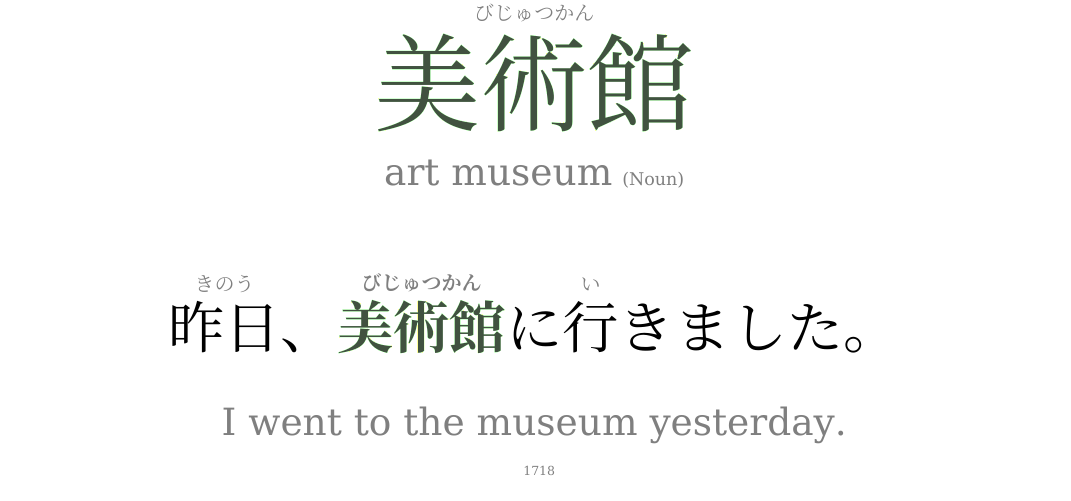 びじゅつかん
美術館
art museum (Noun)
きのう びじゅつかん い
昨日、美術館に行きました。
I went to the museum yesterday.
1718